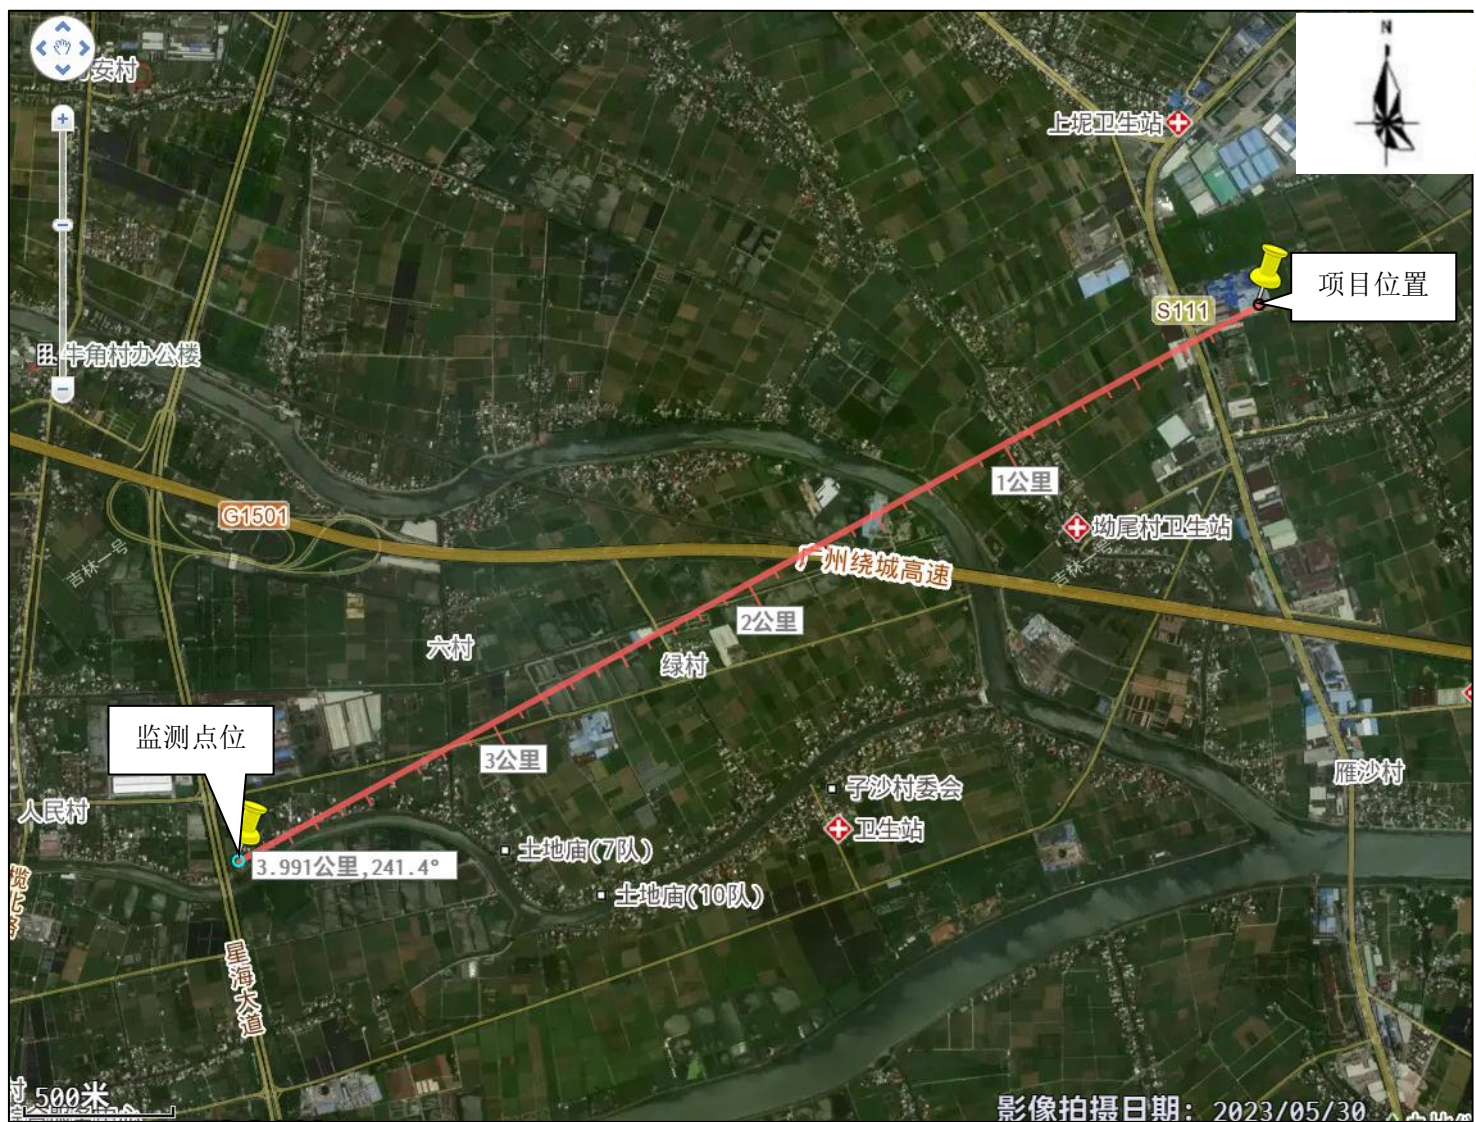 安村
N
上坭卫生站
项目位置
S111
牛角村办公楼
1公里
G1501
坳尾村卫生站
吉林一号
广州绕城高速
2公里
六村
绿村
监测点位
3公里
雁沙村
子沙村委会
人民村
卫生站
土地庙(7队)
3.991公里,241.4°
土地庙(10队)
星海大道
500米
影像拍摄日期: 2023/05/30